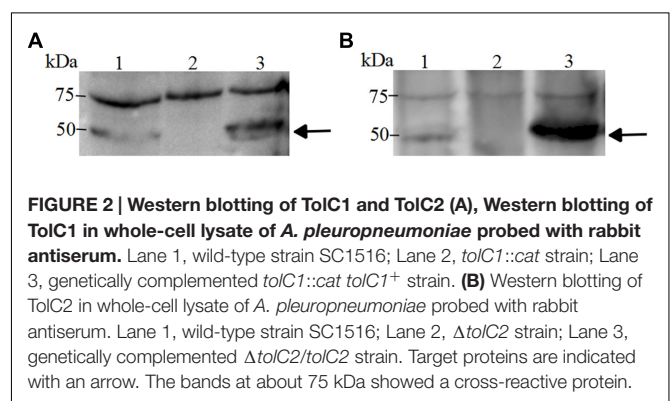 A
B
kDa 1 2 3
kDa 1 2 3
75
50
75
50
FIGURE 2 | Western blotting of TolC1 and TolC2 (A), Western blotting of
TolC1 in whole-cell lysate of A. pleuropneumoniae probed with rabbit
antiserum. Lane 1, wild-type strain SC1516; Lane 2, tolC1::cat strain; Lane
3, genetically complemented tolC1::cat tolC1+ strain. (B) Western blotting of
TolC2 in whole-cell lysate of A. pleuropneumoniae probed with rabbit
antiserum. Lane 1, wild-type strain SC1516; Lane 2, ΔtolC2 strain; Lane 3,
genetically complemented ΔtolC2/tolC2 strain. Target proteins are indicated
with an arrow. The bands at about 75 kDa showed a cross-reactive protein.